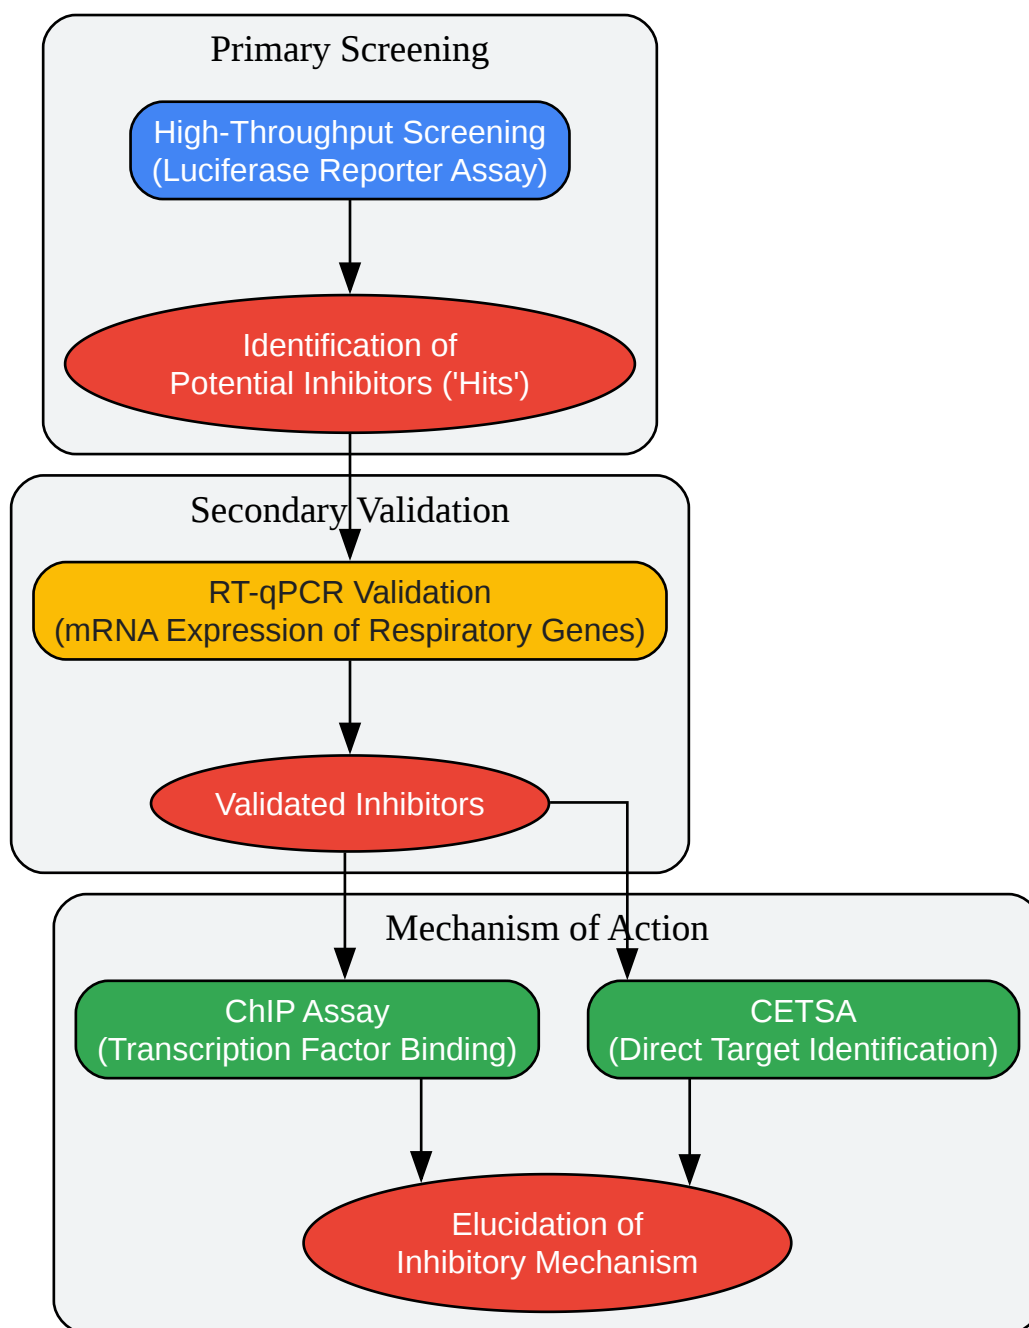 Primary Screening
High-Throughput Screening
(Luciferase Reporter Assay)
Identification of
Potential Inhibitors ('Hits')
Secondary Validation
RT-qPCR Validation
(mRNA Expression of Respiratory Genes)
Validated Inhibitors
Mechanism of Action
ChIP Assay
(Transcription Factor Binding)
CETSA
(Direct Target Identification)
Elucidation of
Inhibitory Mechanism